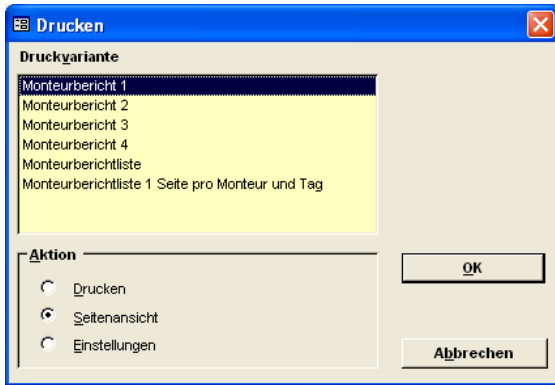 Drucken
Druckvariante
Monteurbericht 1
Monteurbericht 2
Monteurbericht 3
Monteurbericht 4
Monteurberichtliste
Monteurberichtliste 1 Seite pro Monteur und Tag
Aktion
Drucken
Seitenansicht
Einstellungen
OK
Abbrechen